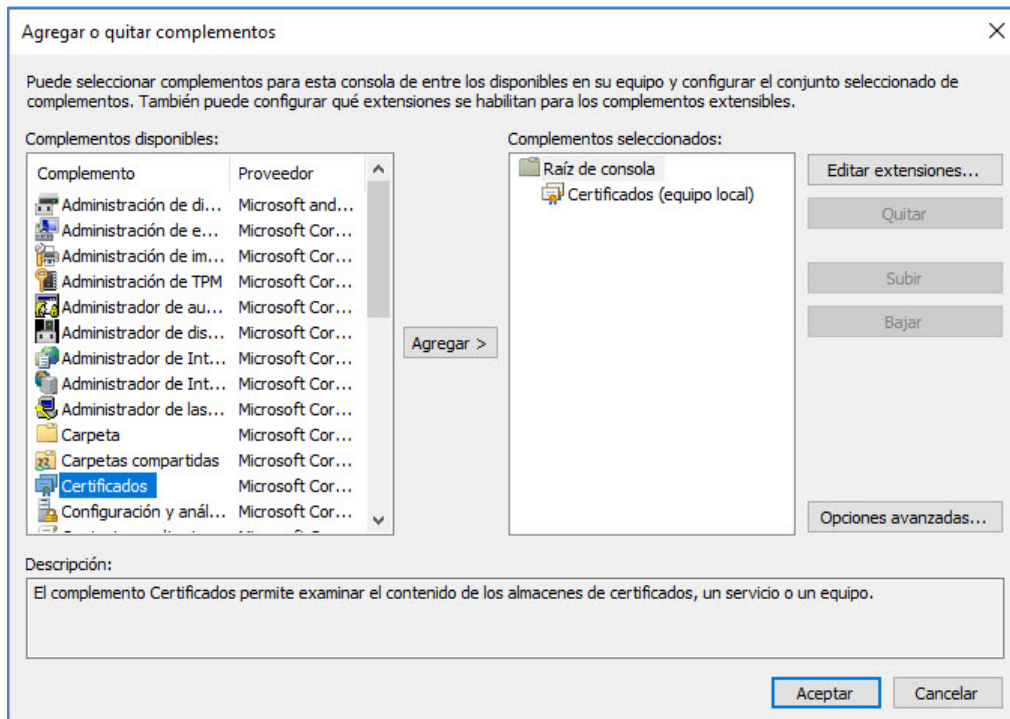 Agregar o quitar complementos
Puede seleccionar complementos para esta consola de entre los disponibles en su equipo y configurar el conjunto seleccionado de
complementos. También puede configurar qué extensiones se habilitan para los complementos extensibles.
Complementos disponibles:
Complemento Proveedor
Administración de di... Microsoft and...
Administración de e... Microsoft Cor...
Administración de im... Microsoft Cor...
Administración de TPM Microsoft Cor...
Administrador de au... Microsoft Cor...
Administrador de dis... Microsoft Cor...
Administrador de Int... Microsoft Cor...
Administrador de Int... Microsoft Cor...
Administrador de las... Microsoft Cor...
Carpeta Microsoft Cor...
Carpetas compartidas Microsoft Cor...
Certificados Microsoft Cor...
Configuración y anál... Microsoft Cor...
Agregar >
Complementos seleccionados:
Raíz de consola
Certificados (equipo local)
Editar extensiones...
Quitar
Subir
Bajar
Opciones avanzadas...
Descripción:
El complemento Certificados permite examinar el contenido de los almacenes de certificados, un servicio o un equipo.
Aceptar
Cancelar